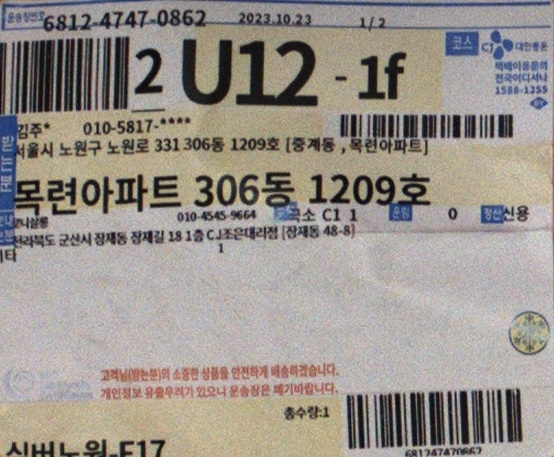 운송장번호 6812-4747-0862 2023.10.23 1/2
코스 CJ대한통운
택배이용문의
전국어디서나
1588-1255
2 U12 - 1f
받는분
김주* 010-5817-****
서울시 노원구 노원로 331 306동 1209호 [중계동 , 목련아파트]
목련아파트 306동 1209호
010-4545-9664 극소 C1 1 운임 0 정산 신용
전라북도 군산시 장재동 장재길 18 1층 CJ조은대리점 [장재동 48-8]
1
기타
고객님(받는분)의 소중한 상품을 안전하게 배송하겠습니다.
개인정보 유출우려가 있으니 운송장은 폐기바랍니다.
총수량:1
681247470862
실버노원-F17